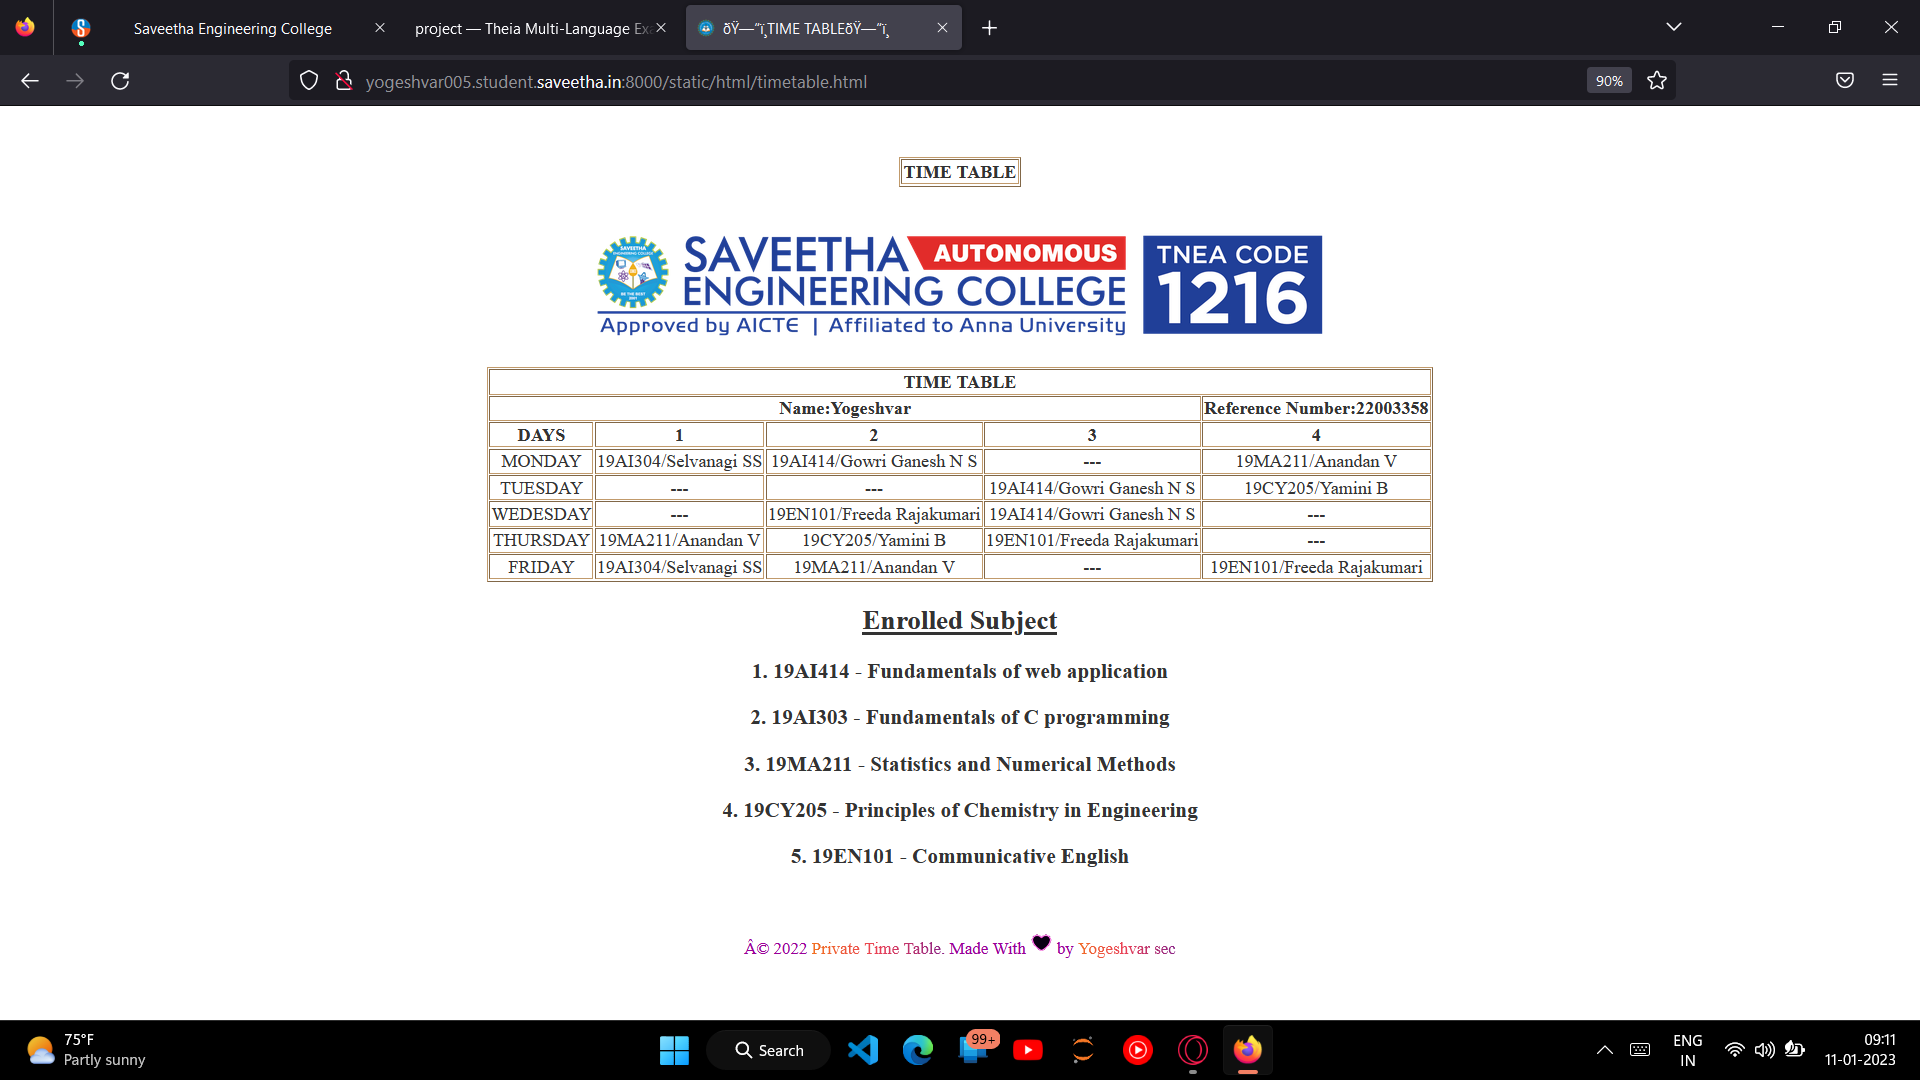 Saveetha Engineering College
project — Theia Multi-Language Exa
ðŸ—“ï¸TIME TABLEðŸ—“ï¸
yogeshvar005.student.saveetha.in:8000/static/html/timetable.html
90%
TIME TABLE
SAVEETHA AUTONOMOUS
ENGINEERING COLLEGE
Approved by AICTE | Affiliated to Anna University
TNEA CODE
1216
SAVEETHA
ENGINEERING COLLEGE
BE THE BEST
TIME TABLE
Name:Yogeshvar Reference Number:22003358
DAYS 1 2 3 4
MONDAY 19AI304/Selvanagi SS 19AI414/Gowri Ganesh N S --- 19MA211/Anandan V
TUESDAY --- --- 19AI414/Gowri Ganesh N S 19CY205/Yamini B
WEDESDAY --- 19EN101/Freeda Rajakumari 19AI414/Gowri Ganesh N S ---
THURSDAY 19MA211/Anandan V 19CY205/Yamini B 19EN101/Freeda Rajakumari ---
FRIDAY 19AI304/Selvanagi SS 19MA211/Anandan V --- 19EN101/Freeda Rajakumari
Enrolled Subject
1. 19AI414 - Fundamentals of web application
2. 19AI303 - Fundamentals of C programming
3. 19MA211 - Statistics and Numerical Methods
4. 19CY205 - Principles of Chemistry in Engineering
5. 19EN101 - Communicative English
Â© 2022 Private Time Table. Made With 🖤 by Yogeshvar sec
75°F
Partly sunny
Search
99+
ENG
IN
09:11
11-01-2023